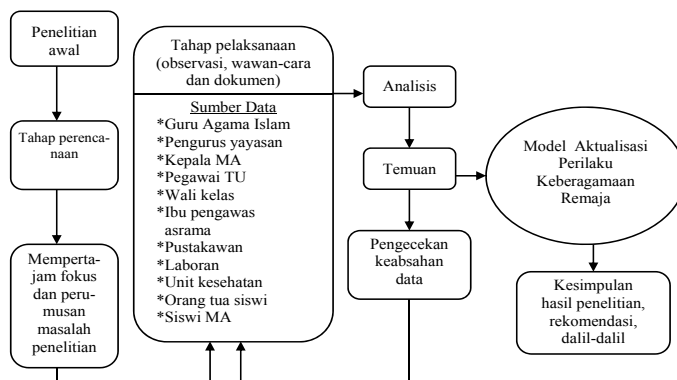 Penelitian
awal
Tahap perenca-
naan
Mempertа-
jam fokus
dan peru-
musan
masalah
penelitian
Tahap pelaksanaan
(observasi, wawan-cara
dan dokumen)
Sumber Data
*Guru Agama Islam
*Pengurus yayasan
*Kepala MA
*Pegawai TU
*Wali kelas
*Ibu pengawas
asrama
*Pustakawan
*Laboran
*Unit kesehatan
*Orang tua siswi
*Siswi MA
Analisis
Temuan
Pengecekan
keabsahan
data
Model Aktualisasi
Perilaku
Keberagamaan
Remaja
Kesimpulan
hasil penelitian,
rekomendasi,
dalil-dalil